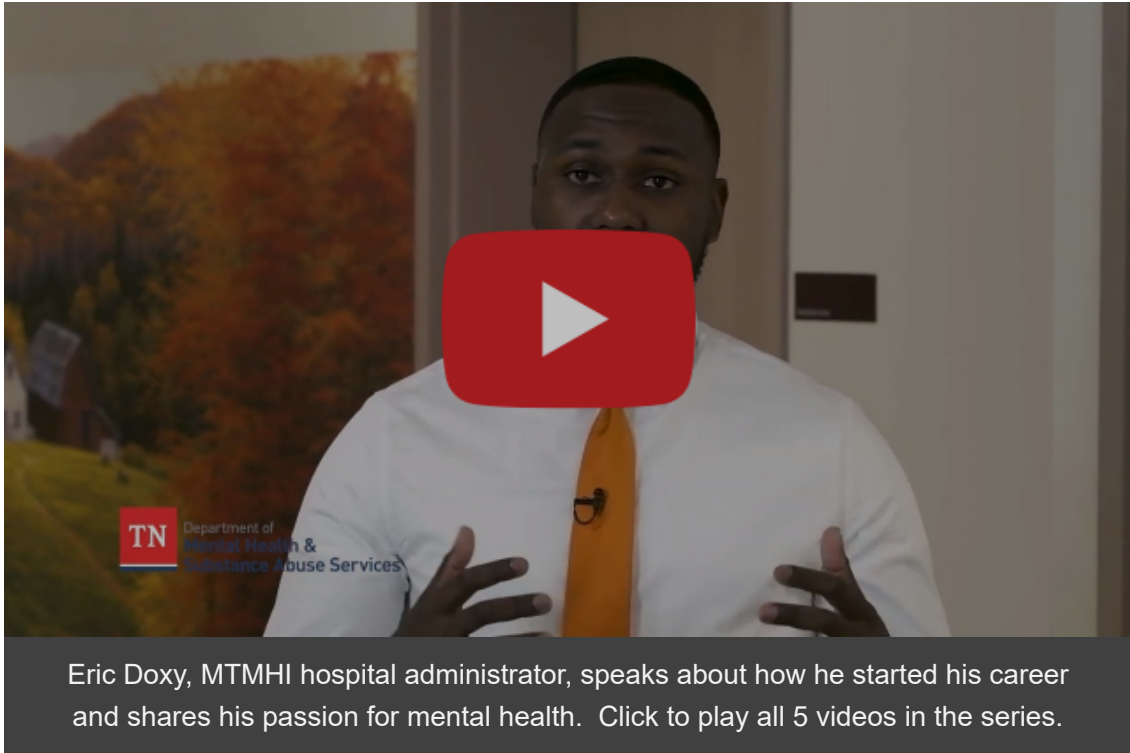 TN
Department of
Mental Health &
Substance Abuse Services
Eric Doxy, MTMHI hospital administrator, speaks about how he started his career
and shares his passion for mental health.  Click to play all 5 videos in the series.